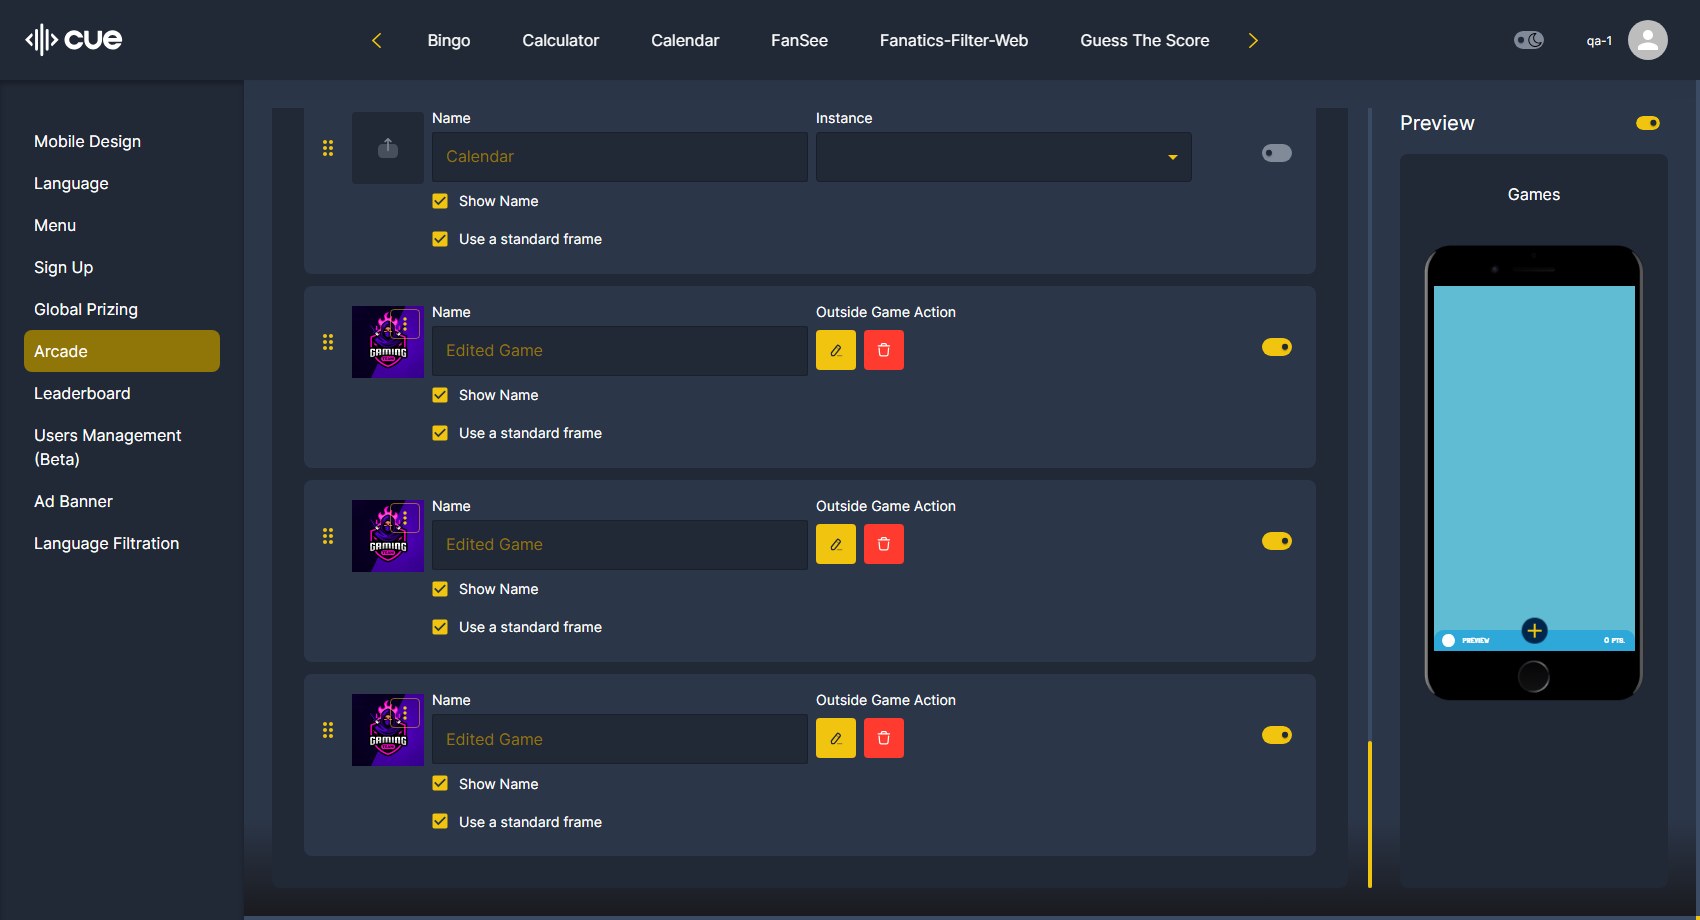 cue
Bingo
Calculator
Calendar
FanSee
Fanatics-Filter-Web
Guess The Score
qa-1
Mobile Design
Language
Menu
Sign Up
Global Prizing
Arcade
Leaderboard
Users Management
(Beta)
Ad Banner
Language Filtration
Name
Instance
Calendar
Show Name
Use a standard frame
GAMING
Name
Outside Game Action
Edited Game
Show Name
Use a standard frame
GAMING
Name
Outside Game Action
Edited Game
Show Name
Use a standard frame
GAMING
Name
Outside Game Action
Edited Game
Show Name
Use a standard frame
Preview
Games
PREVIEW
0 PTS.